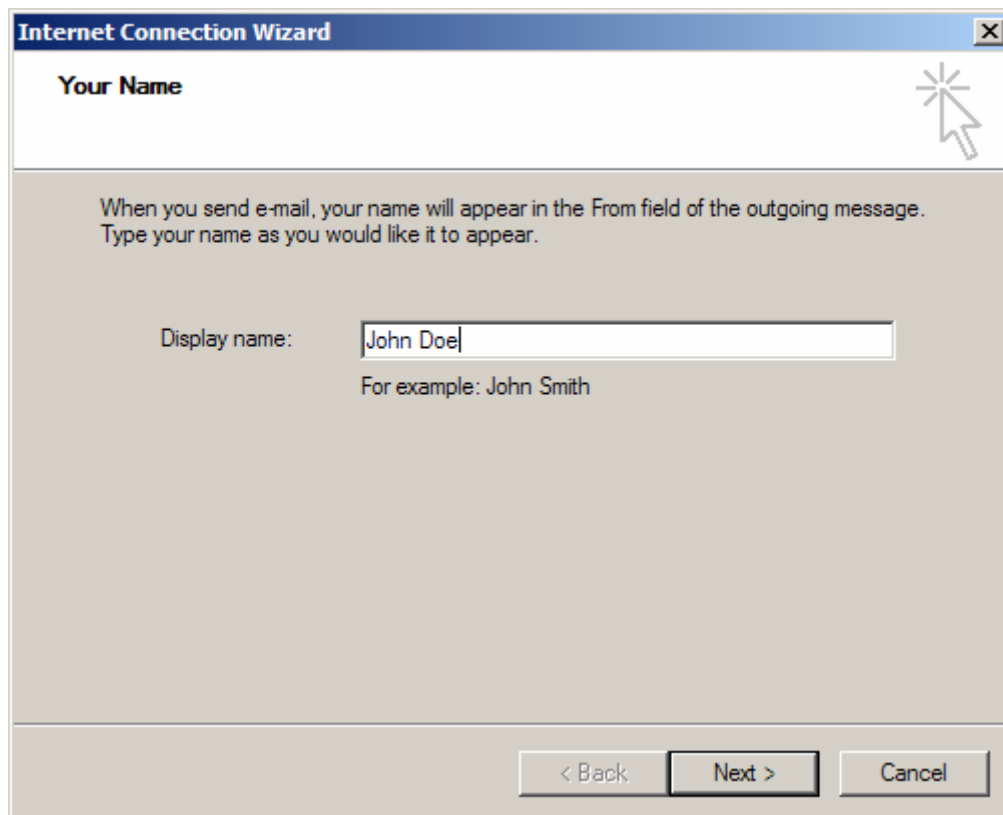 Internet Connection Wizard
Your Name
When you send e-mail, your name will appear in the From field of the outgoing message.
Type your name as you would like it to appear.
Display name:
John Doe
For example: John Smith
< Back
Next >
Cancel